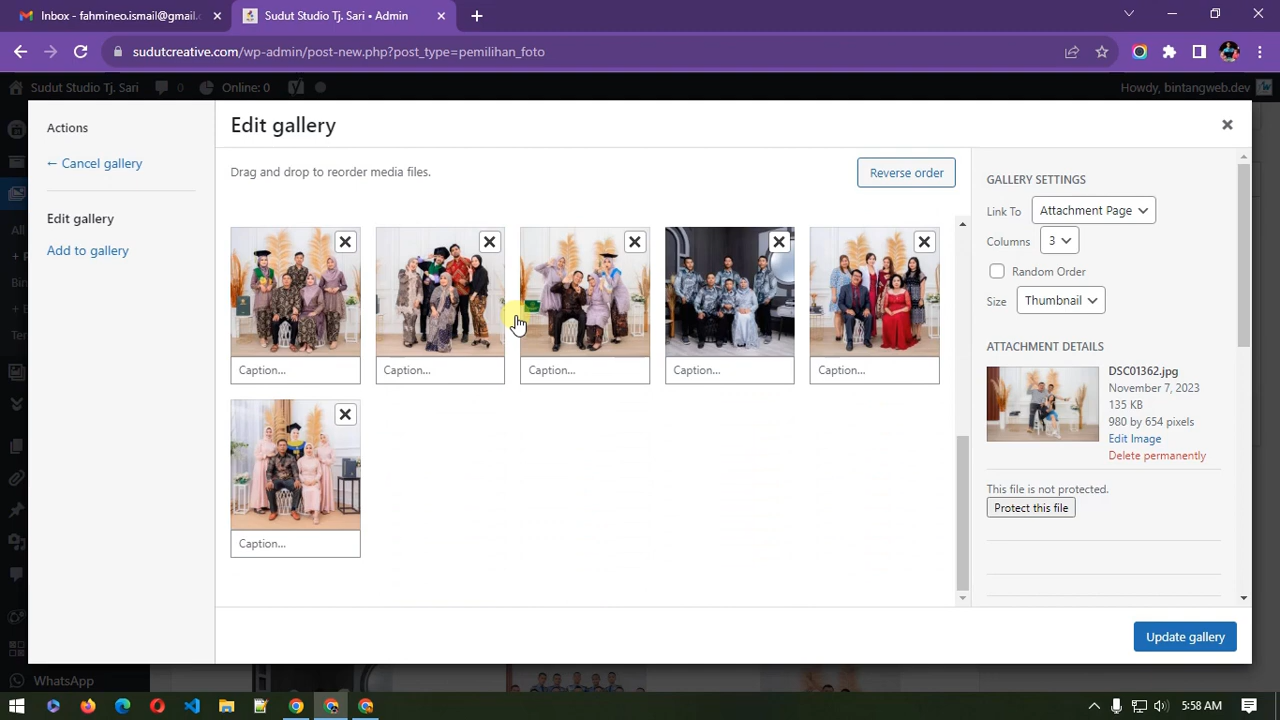 Inbox - fahmineo.ismail@gmail.
Sudut Studio Tj. Sari • Admin
sudutcreative.com/wp-admin/post-new.php?post_type=pemilihan_foto
Sudut Studio Tj. Sari
0
Online: 0
Howdy, bintangweb.dev
Actions
← Cancel gallery
Edit gallery
Add to gallery
Edit gallery
Drag and drop to reorder media files.
Reverse order
Caption...
Caption...
Caption...
Caption...
Caption...
Caption...
GALLERY SETTINGS
Link To
Attachment Page
Columns
3
Random Order
Size
Thumbnail
ATTACHMENT DETAILS
DSC01362.jpg
November 7, 2023
135 KB
980 by 654 pixels
Edit Image
Delete permanently
This file is not protected.
Protect this file
Update gallery
All
+ F
Bin
Ter
WhatsApp
5:58 AM